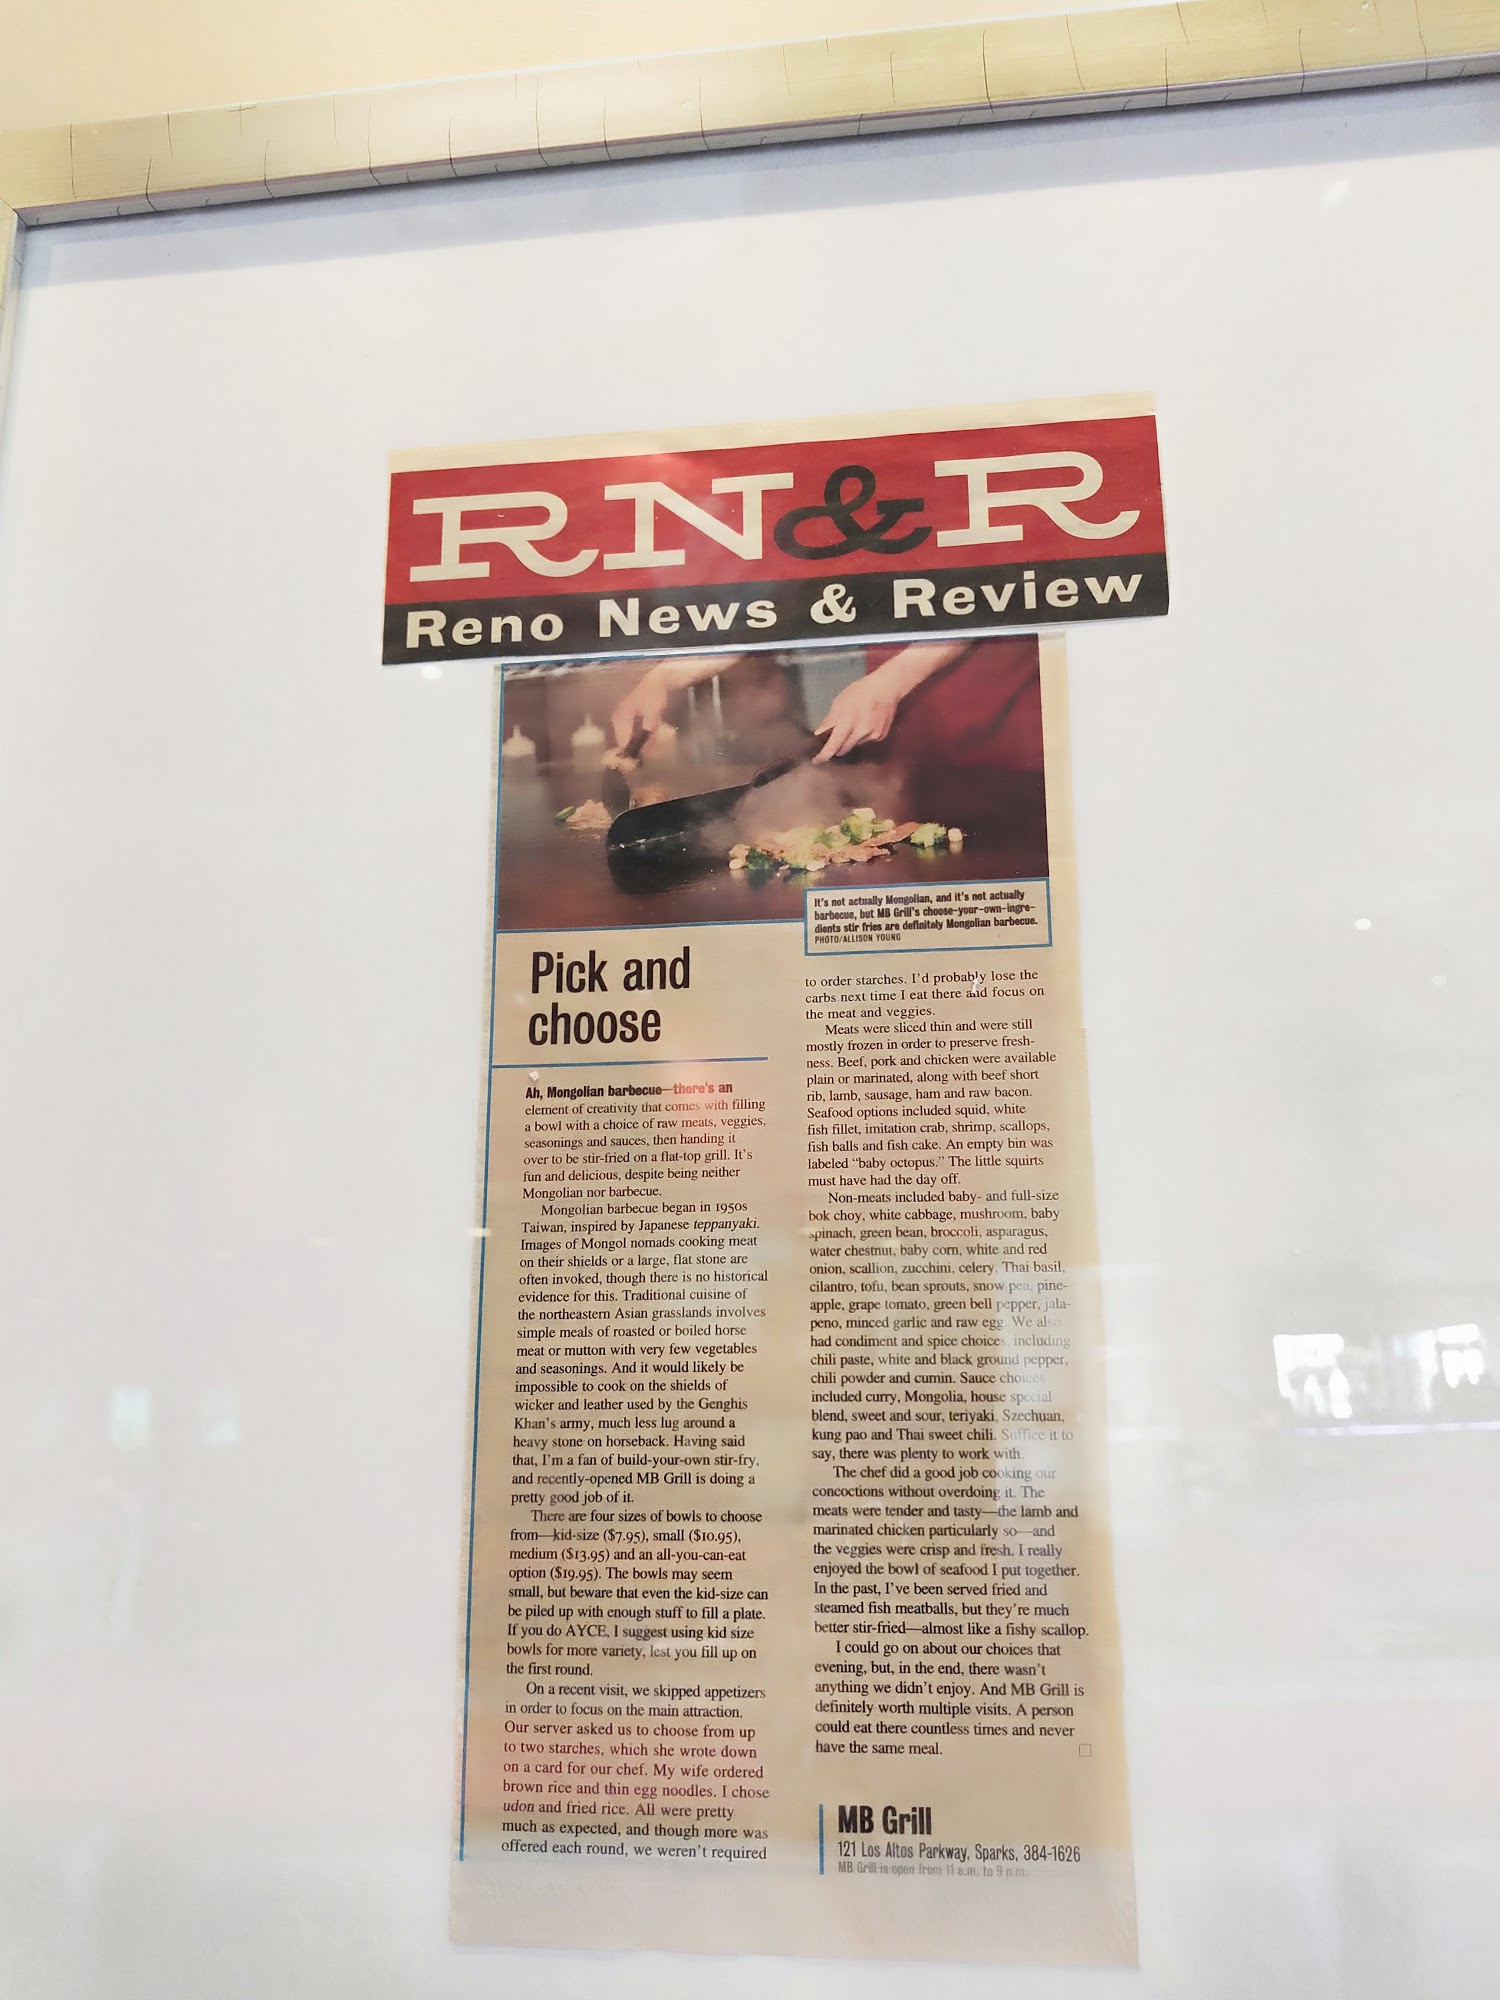 RN&R
Reno News & Review
It's not actually Mongolian, and it's not actually
barbecue, but MB Grill's choose-your-own-ingre-
dients stir fries are definitely Mongolian barbecue.
PHOTO/ALLISON YOUNG
Pick and
choose
Ah, Mongolian barbecue—there's an
element of creativity that comes with filling
a bowl with a choice of raw meats, veggies,
seasonings and sauces, then handing it
over to be stir-fried on a flat-top grill. It's
fun and delicious, despite being neither
Mongolian nor barbecue.
Mongolian barbecue began in 1950s
Taiwan, inspired by Japanese teppanyaki.
Images of Mongol nomads cooking meat
on their shields or a large, flat stone are
often invoked, though there is no historical
evidence for this. Traditional cuisine of
the northeastern Asian grasslands involves
simple meals of roasted or boiled horse
meat or mutton with very few vegetables
and seasonings. And it would likely be
impossible to cook on the shields of
wicker and leather used by the Genghis
Khan's army, much less lug around a
heavy stone on horseback. Having said
that, I'm a fan of build-your-own stir-fry,
and recently-opened MB Grill is doing a
pretty good job of it.
There are four sizes of bowls to choose
from—kid-size ($7.95), small ($10.95),
medium ($13.95) and an all-you-can-eat
option ($19.95). The bowls may seem
small, but beware that even the kid-size can
be piled up with enough stuff to fill a plate.
If you do AYCE, I suggest using kid size
bowls for more variety, lest you fill up on
the first round.
On a recent visit, we skipped appetizers
in order to focus on the main attraction.
Our server asked us to choose from up
to two starches, which she wrote down
on a card for our chef. My wife ordered
brown rice and thin egg noodles. I chose
udon and fried rice. All were pretty
much as expected, and though more was
offered each round, we weren't required
to order starches. I'd probably lose the
carbs next time I eat there and focus on
the meat and veggies.
Meats were sliced thin and were still
mostly frozen in order to preserve fresh-
ness. Beef, pork and chicken were available
plain or marinated, along with beef short
rib, lamb, sausage, ham and raw bacon.
Seafood options included squid, white
fish fillet, imitation crab, shrimp, scallops,
fish balls and fish cake. An empty bin was
labeled "baby octopus." The little squirts
must have had the day off.
Non-meats included baby- and full-size
bok choy, white cabbage, mushroom, baby
spinach, green bean, broccoli, asparagus,
water chestnut, baby corn, white and red
onion, scallion, zucchini, celery, Thai basil,
cilantro, tofu, bean sprouts, snow pea, pine-
apple, grape tomato, green bell pepper, jala-
peno, minced garlic and raw egg. We also
had condiment and spice choices, including
chili paste, white and black ground pepper,
chili powder and cumin. Sauce choices
included curry, Mongolia, house special
blend, sweet and sour, teriyaki, Szechuan,
kung pao and Thai sweet chili. Suffice it to
say, there was plenty to work with.
The chef did a good job cooking our
concoctions without overdoing it. The
meats were tender and tasty—the lamb and
marinated chicken particularly so—and
the veggies were crisp and fresh. I really
enjoyed the bowl of seafood I put together.
In the past, I've been served fried and
steamed fish meatballs, but they're much
better stir-fried—almost like a fishy scallop.
I could go on about our choices that
evening, but, in the end, there wasn't
anything we didn't enjoy. And MB Grill is
definitely worth multiple visits. A person
could eat there countless times and never
have the same meal.
MB Grill
121 Los Altos Parkway, Sparks, 384-1626
MB Grill is open from 11 a.m. to 9 p.m.